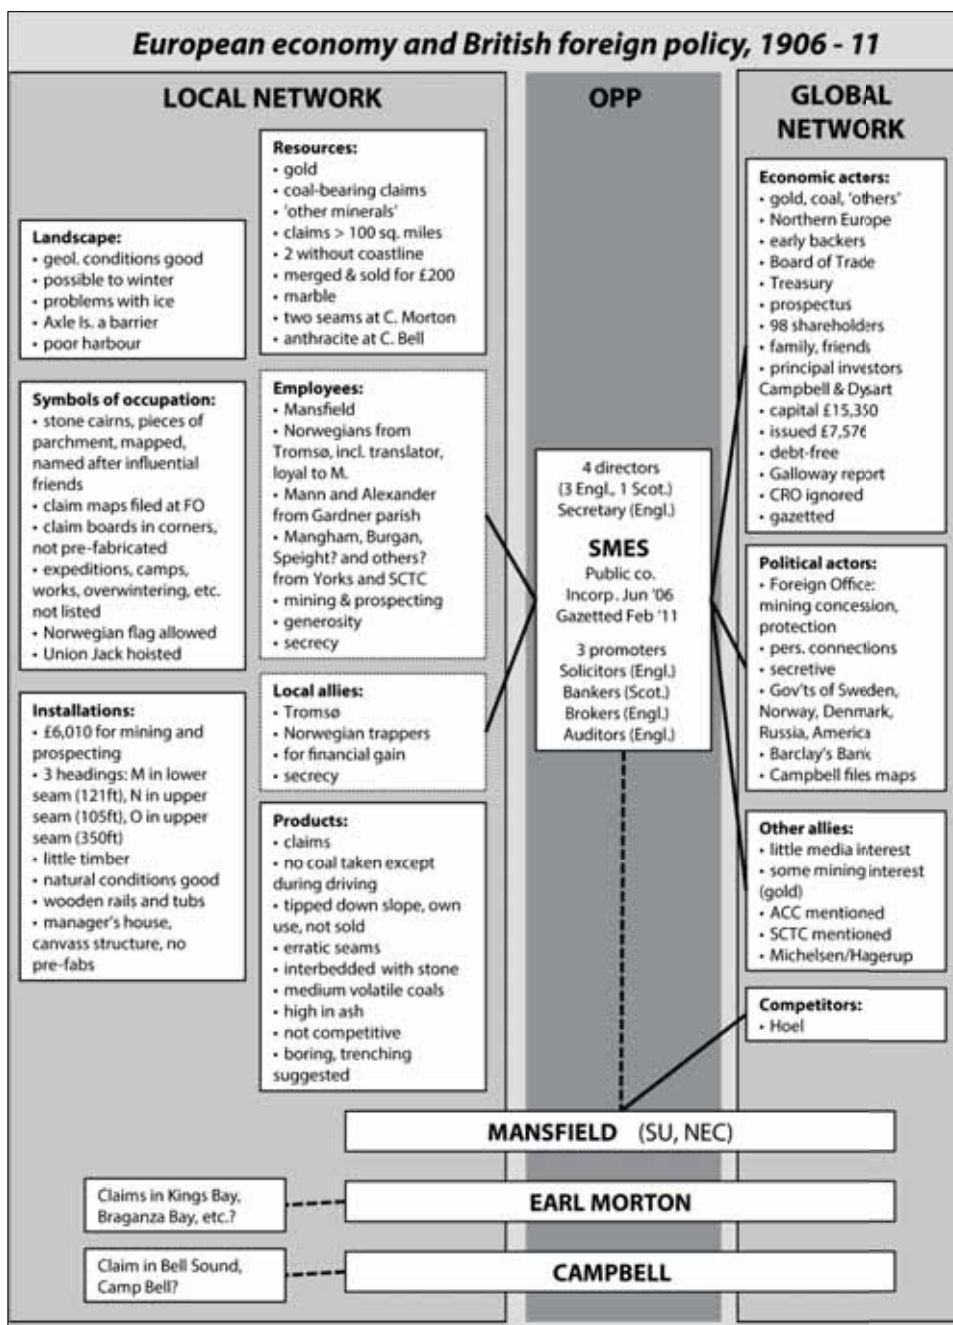 European economy and British foreign policy, 1906 - 11
LOCAL NETWORK
Landscape:
• geol. conditions good
• possible to winter
• problems with ice
• Axle Is. a barrier
• poor harbour
Symbols of occupation:
• stone cairns, pieces of
parchment, mapped,
named after influential
friends
• claim maps filed at FO
• claim boards in corners,
not pre-fabricated
• expeditions, camps,
works, overwintering, etc.
not listed
• Norwegian flag allowed
• Union Jack hoisted
Installations:
• £6,010 for mining and
prospecting
• 3 headings: M in lower
seam (121ft), N in upper
seam (105ft), O in upper
seam (350ft)
• little timber
• natural conditions good
• wooden rails and tubs
• manager's house,
canvass structure, no
pre-fabs
Resources:
• gold
• coal-bearing claims
• 'other minerals'
• claims > 100 sq. miles
• 2 without coastline
• merged & sold for £200
• marble
• two seams at C. Morton
• anthracite at C. Bell
Employees:
• Mansfield
• Norwegians from
Tromsø, incl. translator,
loyal to M.
• Mann and Alexander
from Gardner parish
• Mangham, Burgan,
Speight? and others?
from Yorks and SCTC
• mining & prospecting
• generosity
• secrecy
Local allies:
• Tromsø
• Norwegian trappers
• for financial gain
• secrecy
Products:
• claims
• no coal taken except
during driving
• tipped down slope, own
use, not sold
• erratic seams
• interbedded with stone
• medium volatile coals
• high in ash
• not competitive
• boring, trenching
suggested
OPP
4 directors
(3 Engl., 1 Scot.)
Secretary (Engl.)
SMES
Public co.
Incorp. Jun '06
Gazetted Feb '11
3 promoters
Solicitors (Engl.)
Bankers (Scot.)
Brokers (Engl.)
Auditors (Engl.)
GLOBAL
NETWORK
Economic acters:
• gold, coal, 'others'
• Northern Europe
• early backers
• Board of Trade
• Treasury
• prospectus
• 98 shareholders
• family, friends
• principal investors
Campbell & Dysart
• capital £15,350
• issued £7,576
• debt-free
• Galloway report
• CRO ignored
• gazetted
Political actors:
• Foreign Office:
mining concession,
protection
• pers. connections
• secretive
• Gov'ts of Sweden,
Norway, Denmark,
Russia, America
• Barclay's Bank
• Campbell files maps
Other allies:
• little media interest
• some mining interest
(gold)
• ACC mentioned
• SCTC mentioned
• Michelsen/Hagerup
Competitors:
• Hoel
MANSFIELD (SU, NEC)
Claims in Kings Bay,
Braganza Bay, etc.?
EARL MORTON
Claim in Bell Sound,
Camp Bell?
CAMPBELL